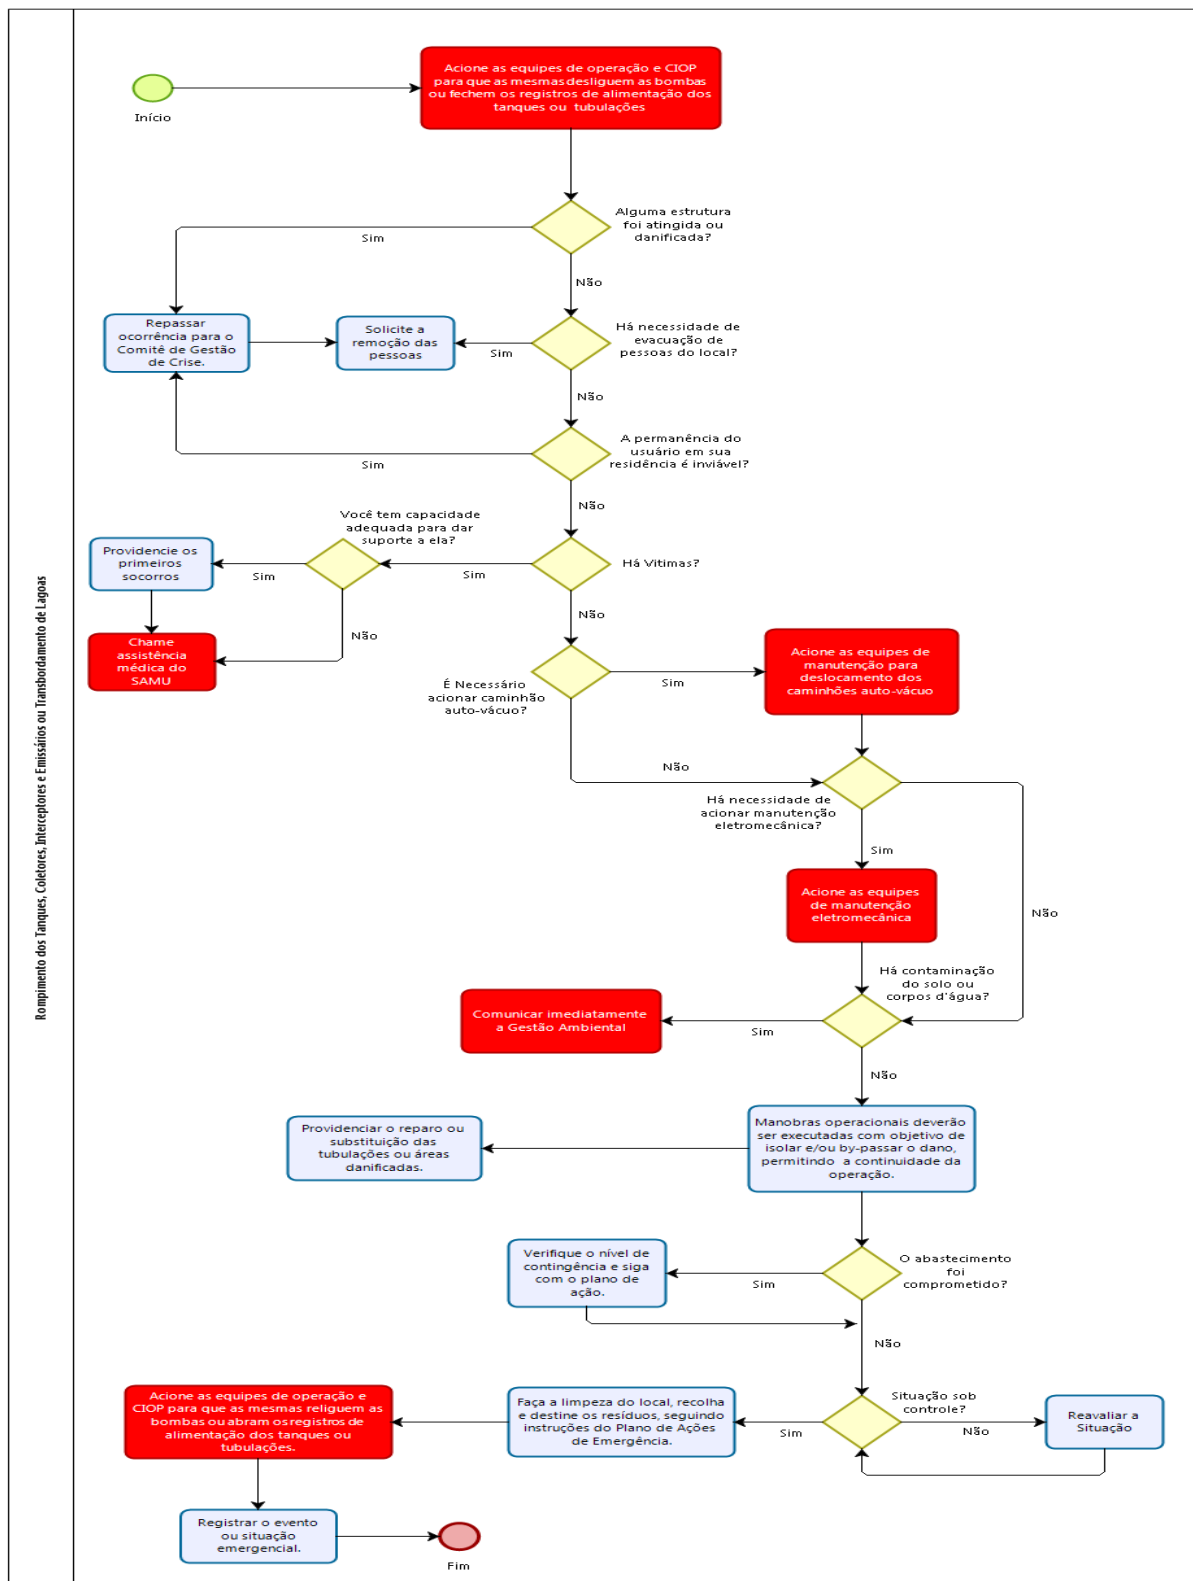 Rompimento dos Tanques, Coletores, Interceptores e Emissários ou Transbordamento de Lagoas
Início
Acione as equipes de operação e CIOP
para que as mesmas desliguem as bombas
ou fechem os registros de alimentação dos
tanques ou tubulações
Alguma estrutura
foi atingida ou
danificada?
Sim
Não
Repassar
ocorrência para o
Comitê de Gestão
de Crise.
Solicite a
remoção das
pessoas
Sim
Há necessidade de
evacuação de
pessoas do local?
Não
A permanência do
usuário em sua
residência é inviável?
Sim
Não
Você tem capacidade
adequada para dar
suporte a ela?
Providencie os
primeiros
socorros
Sim
Sim
Há Vitimas?
Não
Não
Chame
assistência
médica do
SAMU
É Necessário
acionar caminhão
auto-vácuo?
Sim
Acione as equipes de
manutenção para
deslocamento dos
caminhões auto-vácuo
Não
Há necessidade de
acionar manutenção
eletromecânica?
Sim
Acione as equipes
de manutenção
eletromecânica
Não
Há contaminação
do solo ou
corpos d'água?
Comunicar imediatamente
a Gestão Ambiental
Sim
Não
Manobras operacionais deverão
ser executadas com objetivo de
isolar e/ou by-passar o dano,
permitindo a continuidade da
operação.
Providenciar o reparo ou
substituição das
tubulações ou áreas
danificadas.
Verifique o nível de
contingência e siga
com o plano de
ação.
Sim
O abastecimento
foi
comprometido?
Não
Situação sob
controle?
Acione as equipes de operação e
CIOP para que as mesmas religuem as
as bombas ou abram os registros de
alimentação dos tanques ou
tubulações.
Faça a limpeza do local, recolha
e destine os resíduos, seguindo
instruções do Plano de Ações
de Emergência.
Sim
Não
Reavaliar a
Situação
Registrar o evento
ou situação
emergencial.
Fim